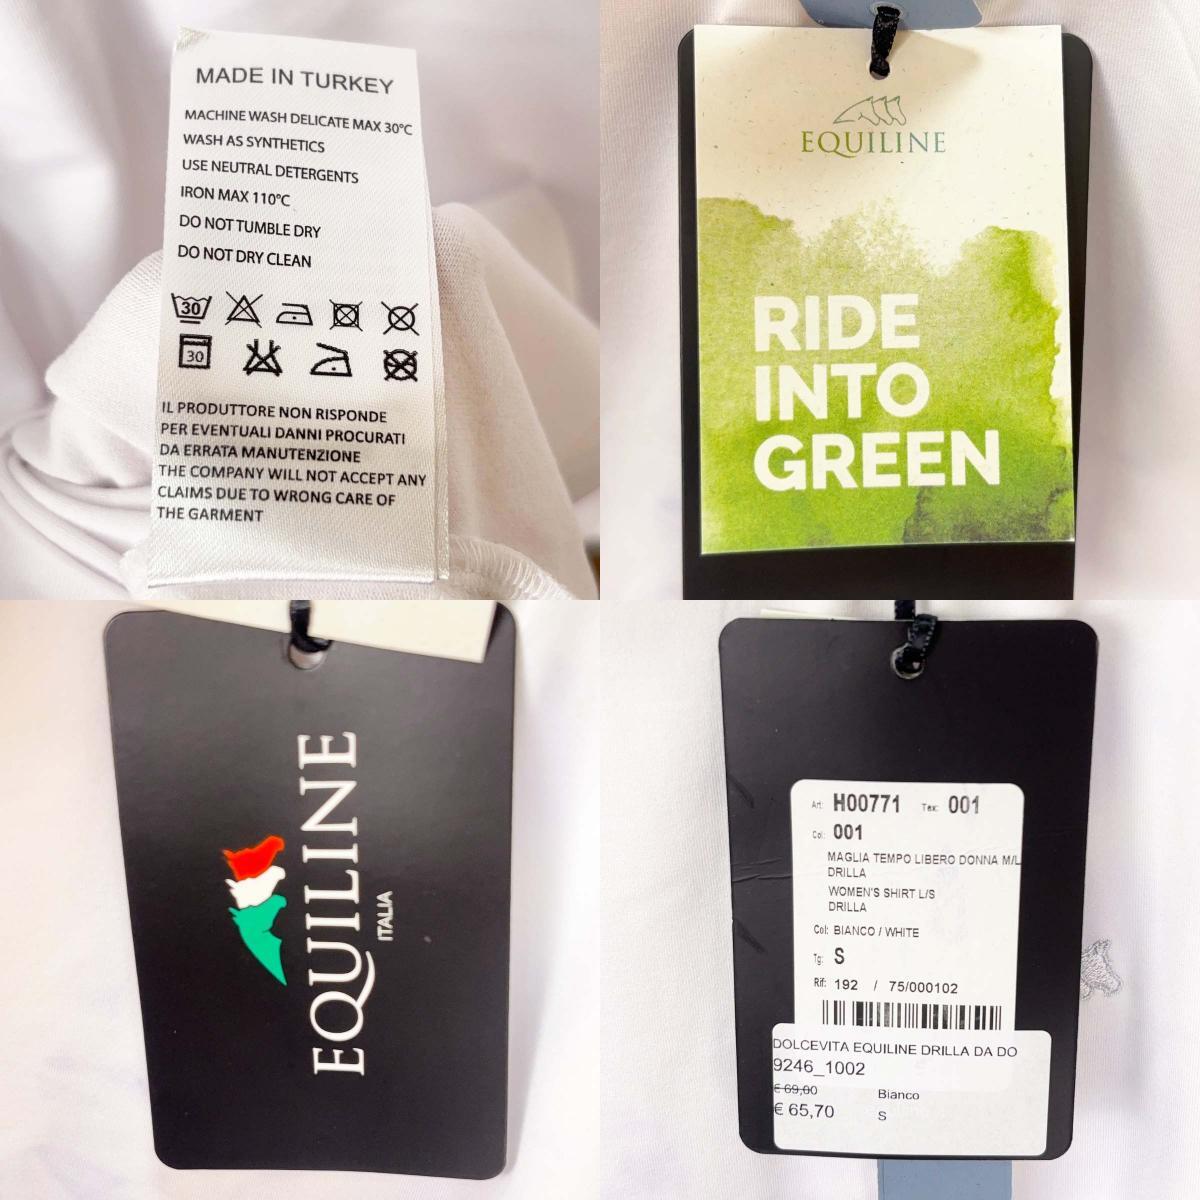 MADE IN TURKEY
MACHINE WASH DELICATE MAX 30°C
WASH AS SYNTHETICS
USE NEUTRAL DETERGENTS
IRON MAX 110°C
DO NOT TUMBLE DRY
DO NOT DRY CLEAN
30
30
IL PRODUTTORE NON RISPONDE
PER EVENTUALI DANNI PROCURATI
DA ERRATA MANUTENZIONE
THE COMPANY WILL NOT ACCEPT ANY
CLAIMS DUE TO WRONG CARE OF
THE GARMENT
EQUILINE
RIDE
INTO
GREEN
EQUILINE
ITALIA
Art: H00771 Tex: 001
Col: 001
MAGLIA TEMPO LIBERO DONNA M/L
DRILLA
WOMEN'S SHIRT L/S
DRILLA
Col: BIANCO / WHITE
Tg: S
Rif: 192 / 75/000102
DOLCEVITA EQUILINE DRILLA DA DO
9246_1002
€ 69,00 Bianco
€ 65,70 S